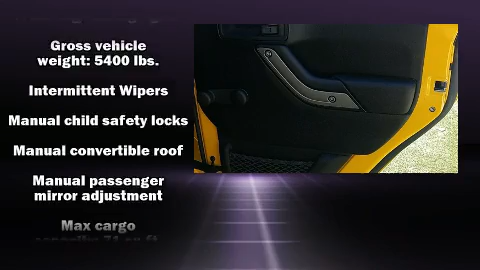 Gross vehicle
weight: 5400 lbs.
Intermittent Wipers
Manual child safety locks
Manual convertible roof
Manual passenger
mirror adjustment
Max cargo